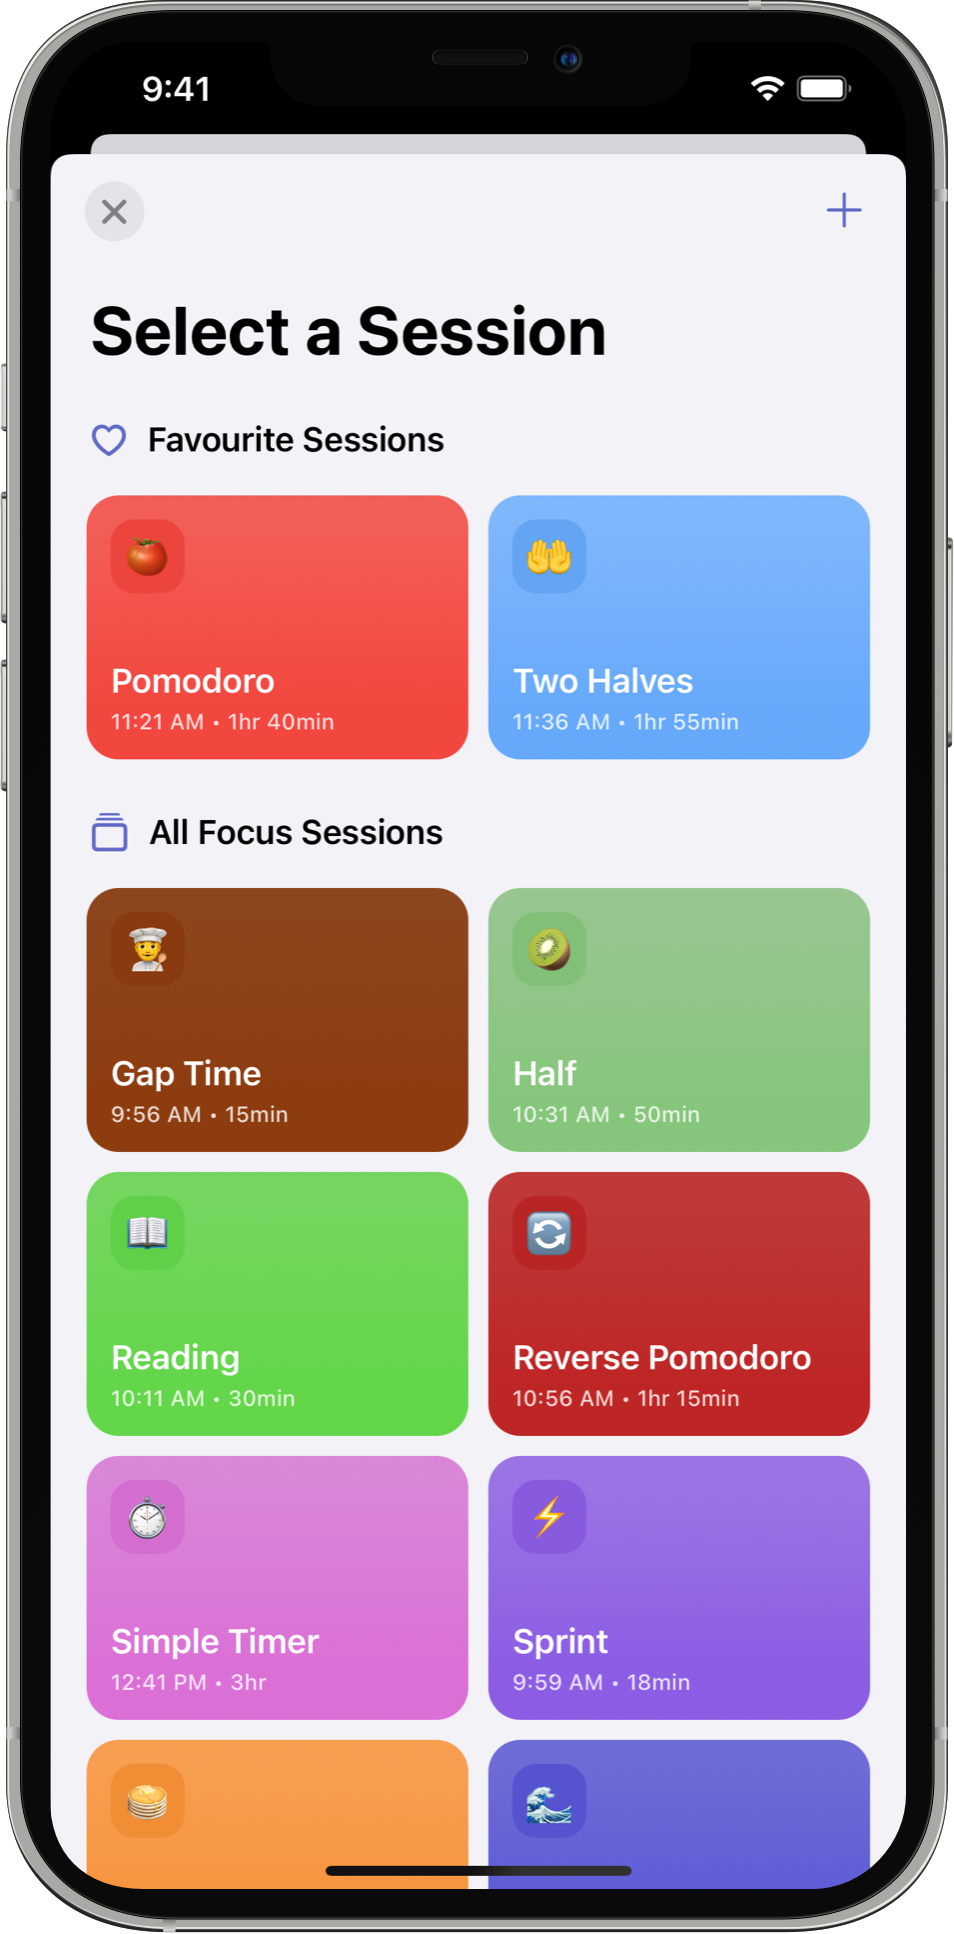 9:41
Select a Session
Favourite Sessions
Pomodoro
11:21 AM • 1hr 40min
Two Halves
11:36 AM • 1hr 55min
All Focus Sessions
Gap Time
9:56 AM • 15min
Half
10:31 AM • 50min
Reading
10:11 AM • 30min
Reverse Pomodoro
10:56 AM • 1hr 15min
Simple Timer
12:41 PM • 3hr
Sprint
9:59 AM • 18min